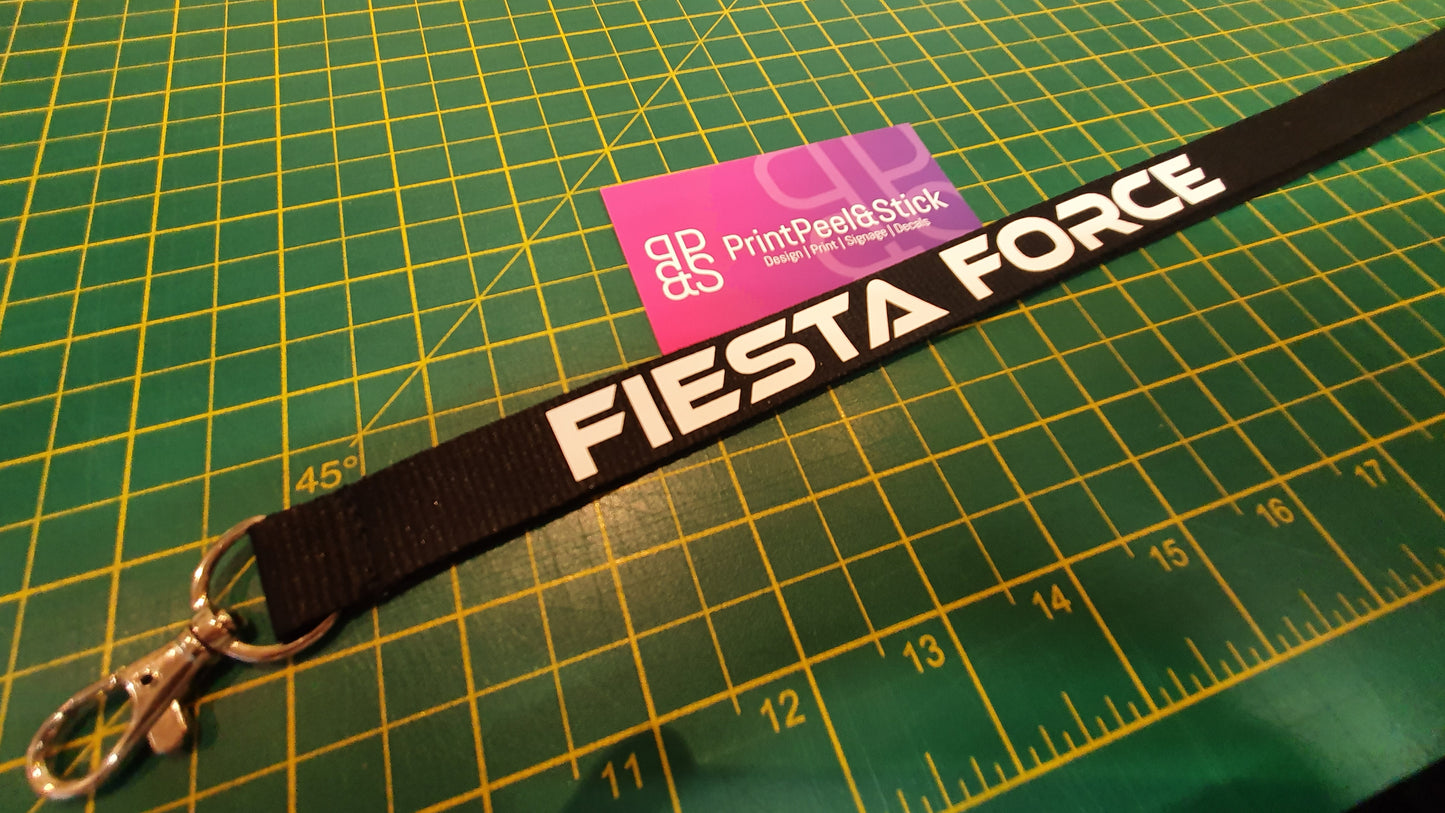 PP
&S
PrintPeel&Stick
Design | Print | Signage | Decals
FIESTA FORCE
45°
11
12
13
14
15
16
17